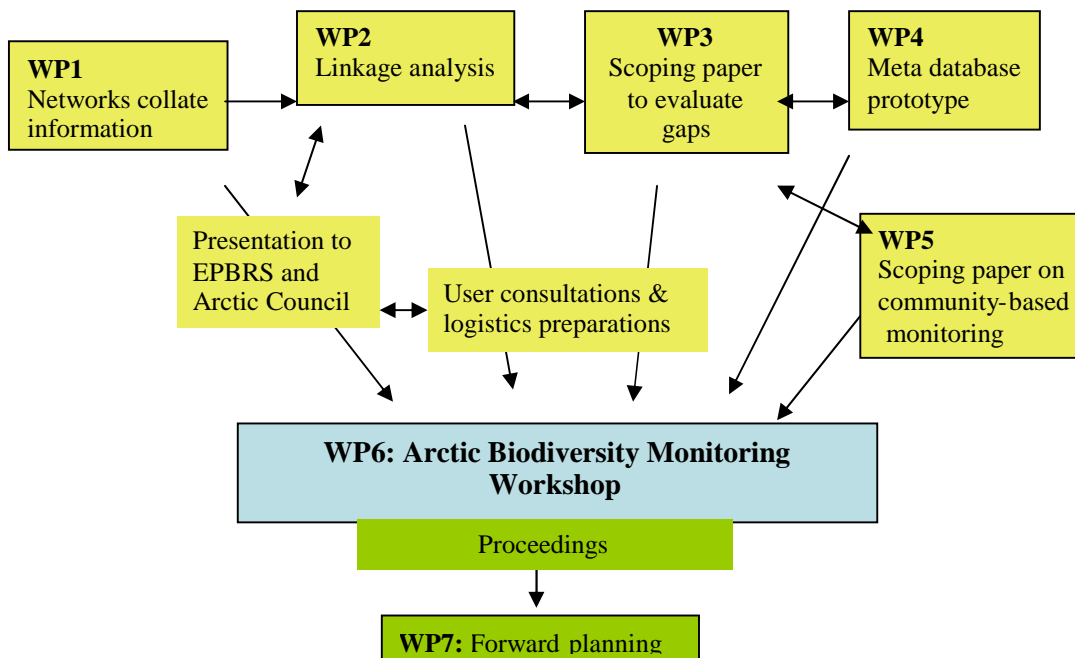 WP1
Networks collate
information
WP2
Linkage analysis
WP3
Scoping paper
to evaluate
gaps
WP4
Meta database
prototype
Presentation to
EPBRS and
Arctic Council
User consultations &
logistics preparations
WP5
Scoping paper on
community-based
monitoring
WP6: Arctic Biodiversity Monitoring
Workshop
Proceedings
WP7: Forward planning